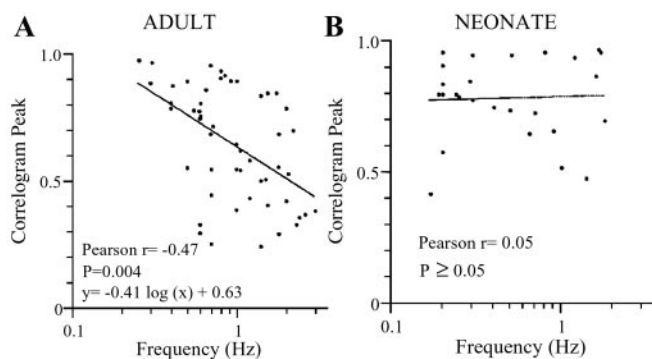 A
ADULT
1.0
0.5
0
Correlogram Peak
Pearson r= -0.47
P=0.004
y= -0.41 log (x) + 0.63
0.1
1
Frequency (Hz)
B
NEONATE
1.0
0.5
0
Correlogram Peak
Pearson r= 0.05
P ≥ 0.05
0.1
1
Frequency (Hz)